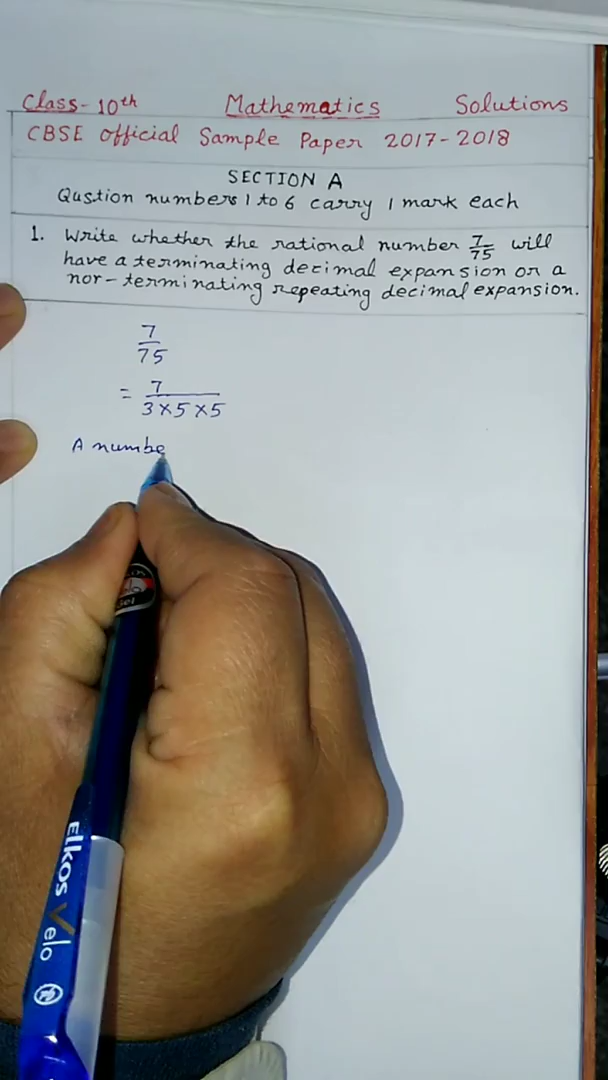 Class-10th Mathematics Solutions
CBSE Official Sample Paper 2017-2018
SECTION A
Qustion numbers 1 to 6 carry 1 mark each
1. Write whether the rational number 7/75 will
have a terminating decimal expansion or a
nor-terminating repeating decimal expansion.
7/75
= 7/3×5×5
A numbe
Elkos Velo